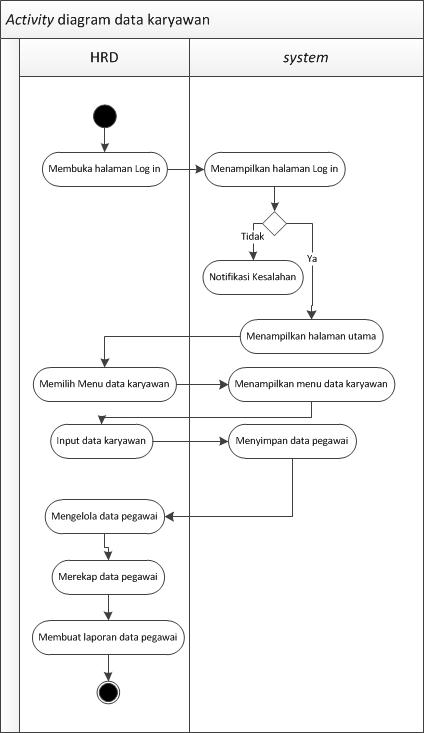 Activity diagram data karyawan
HRD
system
Membuka halaman Log in
Menampilkan halaman Log in
Tidak
Ya
Notifikasi Kesalahan
Menampilkan halaman utama
Memilih Menu data karyawan
Menampilkan menu data karyawan
Input data karyawan
Menyimpan data pegawai
Mengelola data pegawai
Merekap data pegawai
Membuat laporan data pegawai